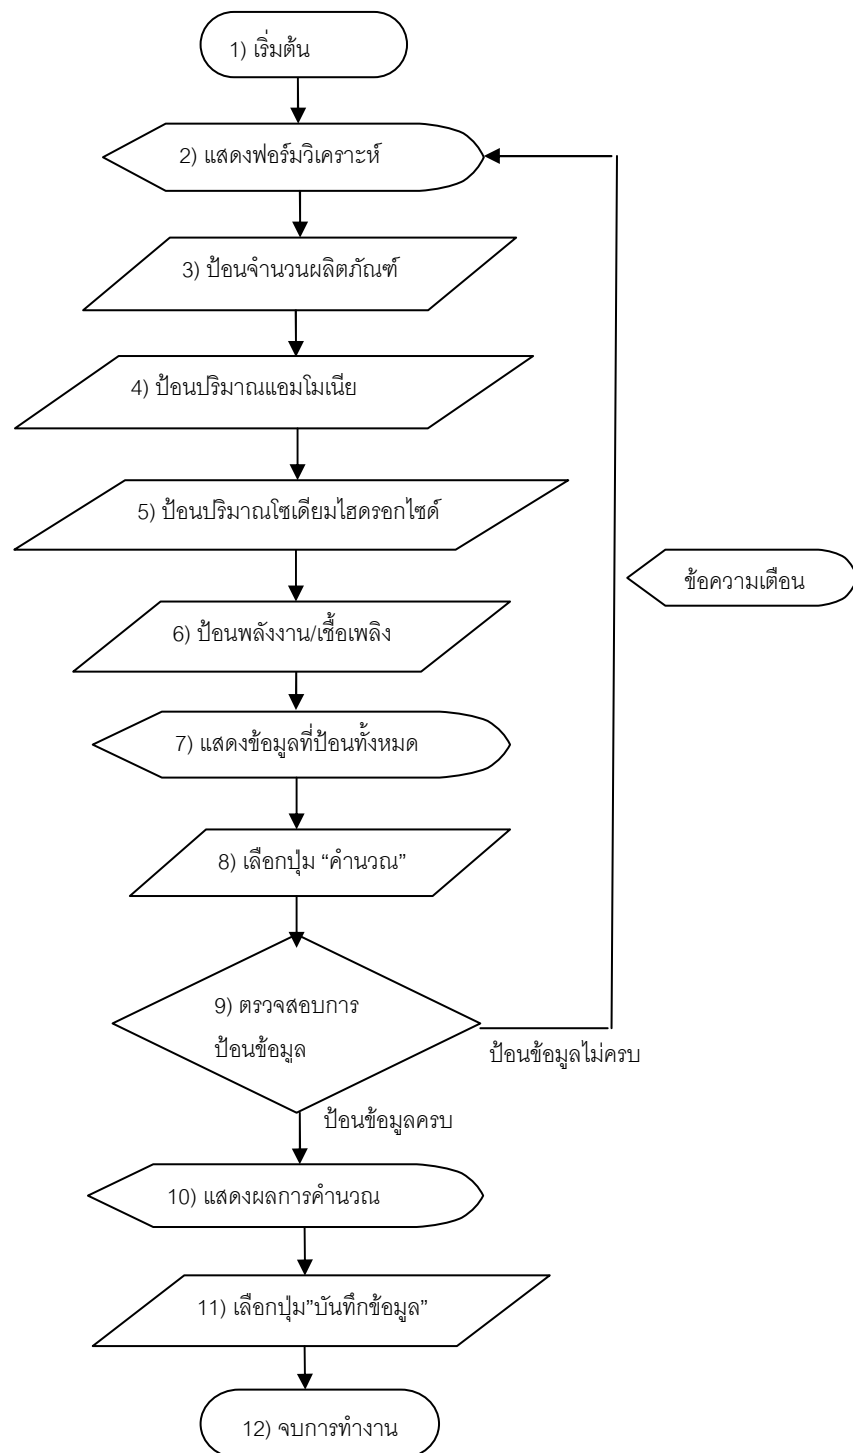 1) เริ่มต้น
2) แสดงฟอร์มวิเคราะห์
3) ป้อนจำนวนผลิตภัณฑ์
4) ป้อนปริมาณแอมโมเนีย
5) ป้อนปริมาณโซเดียมไฮดรอกไซด์
ข้อความเตือน
6) ป้อนพลังงาน/เชื้อเพลิง
7) แสดงข้อมูลที่ป้อนทั้งหมด
8) เลือกปุ่ม “คำนวณ”
9) ตรวจสอบการ
ป้อนข้อมูล
ป้อนข้อมูลไม่ครบ
ป้อนข้อมูลครบ
10) แสดงผลการคำนวณ
11) เลือกปุ่ม”บันทึกข้อมูล”
12) จบการทำงาน